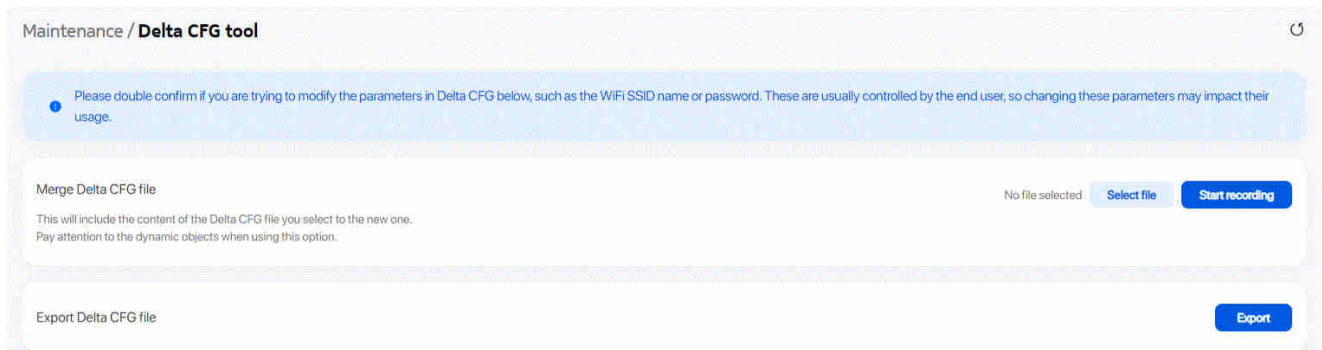 Maintenance / Delta CFG tool
Please double confirm if you are trying to modify the parameters in Delta CFG below, such as the WiFi SSID name or password. These are usually controlled by the end user, so changing these parameters may impact their
usage.
Merge Delta CFG file
No file selected Select file Start recording
This will include the content of the Delta CFG file you select to the new one.
Pay attention to the dynamic objects when using this option.
Export Delta CFG file Export